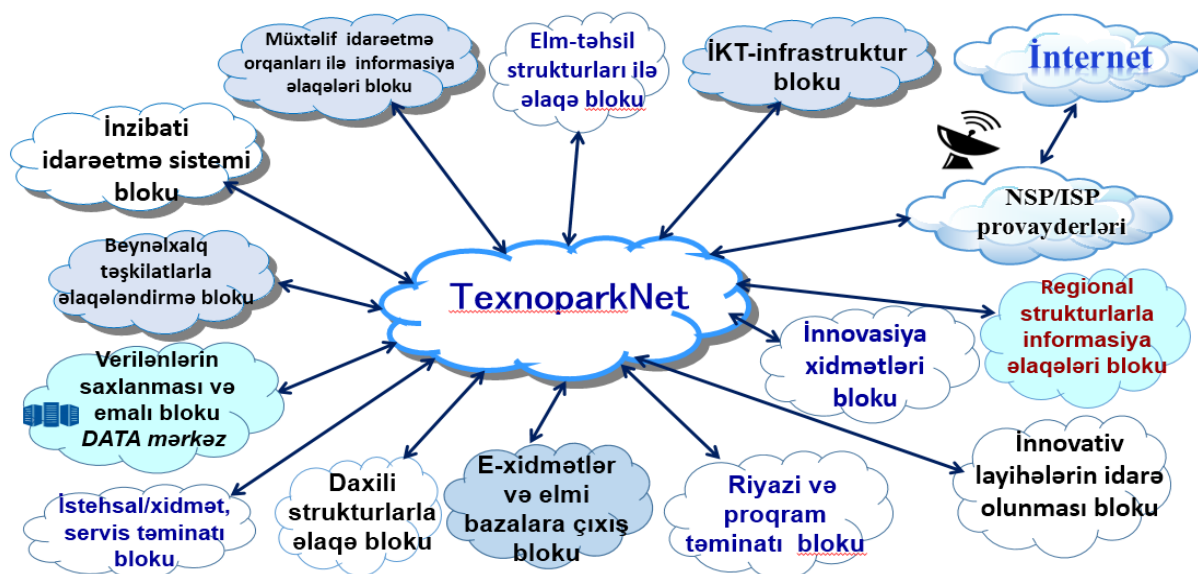 Müxtəlif idarəetmə
orqanları ilə informasiya
əlaqələri bloku
Elm-təhsil
strukturları ilə
əlaqə bloku
İKT-infrastruktur
bloku
İnternet
İnzibati
idarəetmə sistemi
bloku
NSP/ISP
provayderləri
Beynəlxalq
təşkilatlarla
əlaqələndirmə bloku
TexnoparkNet
Regional
strukturlarla
informasiya
əlaqələri bloku
İnnovasiya
xidmətləri
bloku
Verilənlərin
saxlanması və
emalı bloku
DATA mərkəz
İstehsal/xidmət,
servis təminatı
bloku
Daxili
strukturlarla
əlaqə bloku
E-xidmətlər
və elmi
bazalara çıxış
bloku
Riyazi və
proqram
təminatı bloku
İnnovativ
layihələrin idarə
olunması bloku